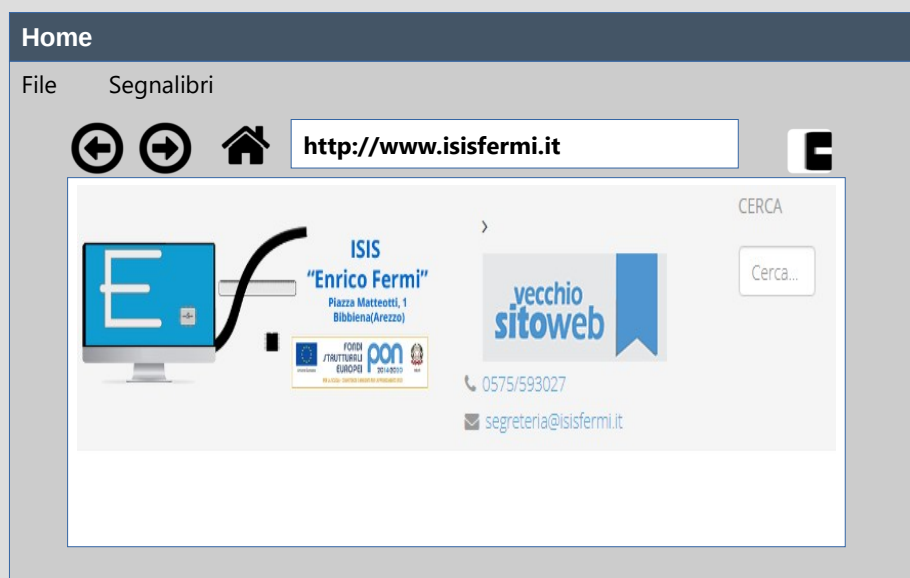 Home
File Segnalibri
http://www.isisfermi.it
CERCA
›
ISIS
“Enrico Fermi”
Piazza Matteotti, 1
Bibbiena(Arezzo)
Cerca...
vecchio
sitoweb
FONDI
STRUTTURALI
EUROPEI
pon
2014-2020
0575/593027
segreteria@isisfermi.it